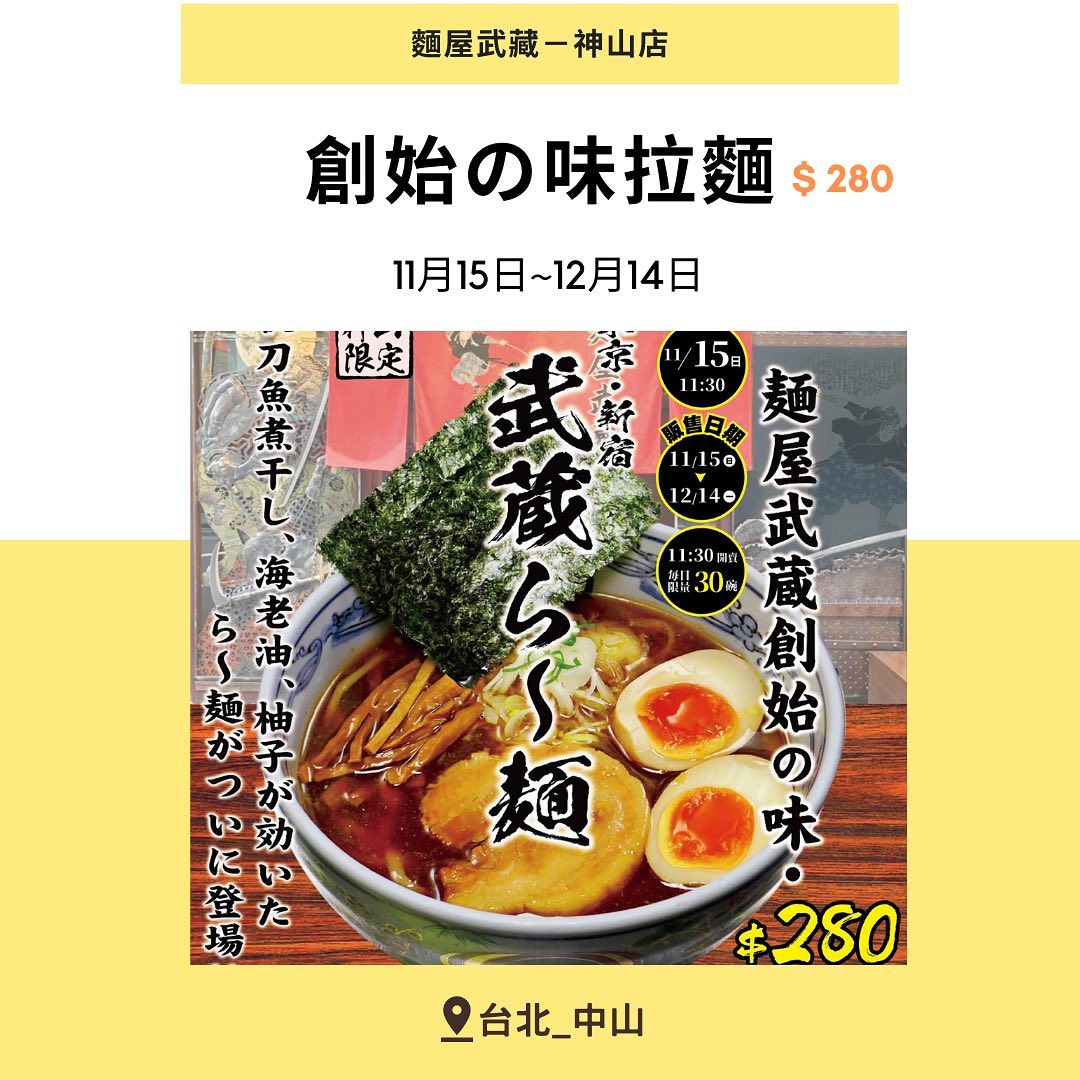 麵屋武藏－神山店
創始の味拉麵 $ 280
11月15日~12月14日
麺屋武蔵創始の味・
11/15日
11:30
販售日期
11/15日
12/14一
11:30開賣
每日限量30碗
京・新宿
武蔵ら〜麺
限定
刀魚煮干し、海老油、柚子が効いた
ら〜麺がついに登場
$280
台北_中山